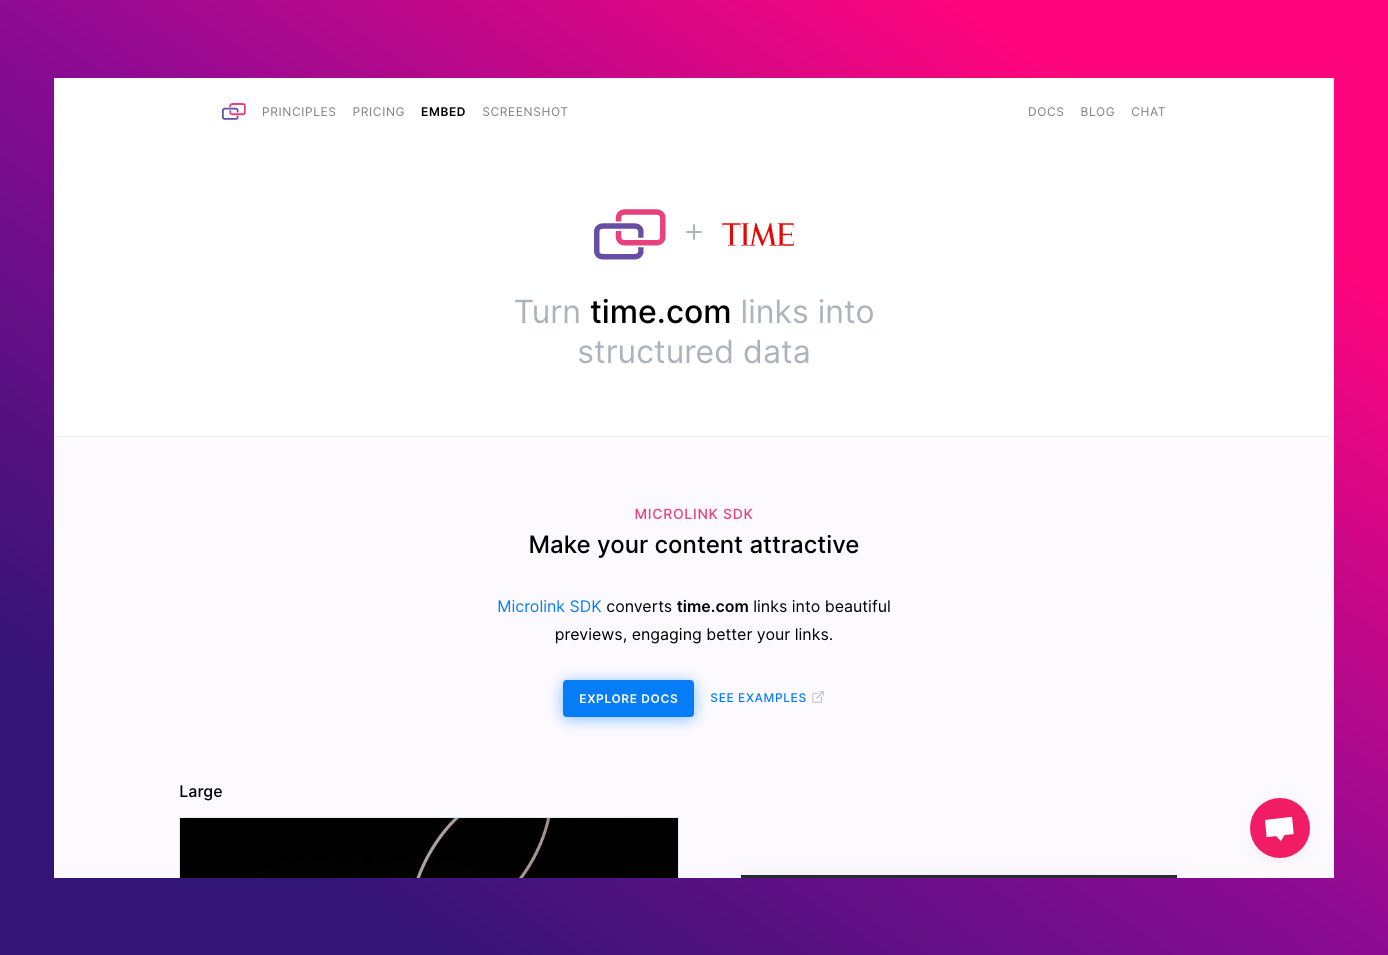 PRINCIPLES PRICING EMBED SCREENSHOT DOCS BLOG CHAT
+ TIME
Turn time.com links into
structured data
MICROLINK SDK
Make your content attractive
Microlink SDK converts time.com links into beautiful
previews, engaging better your links.
EXPLORE DOCS SEE EXAMPLES
Large